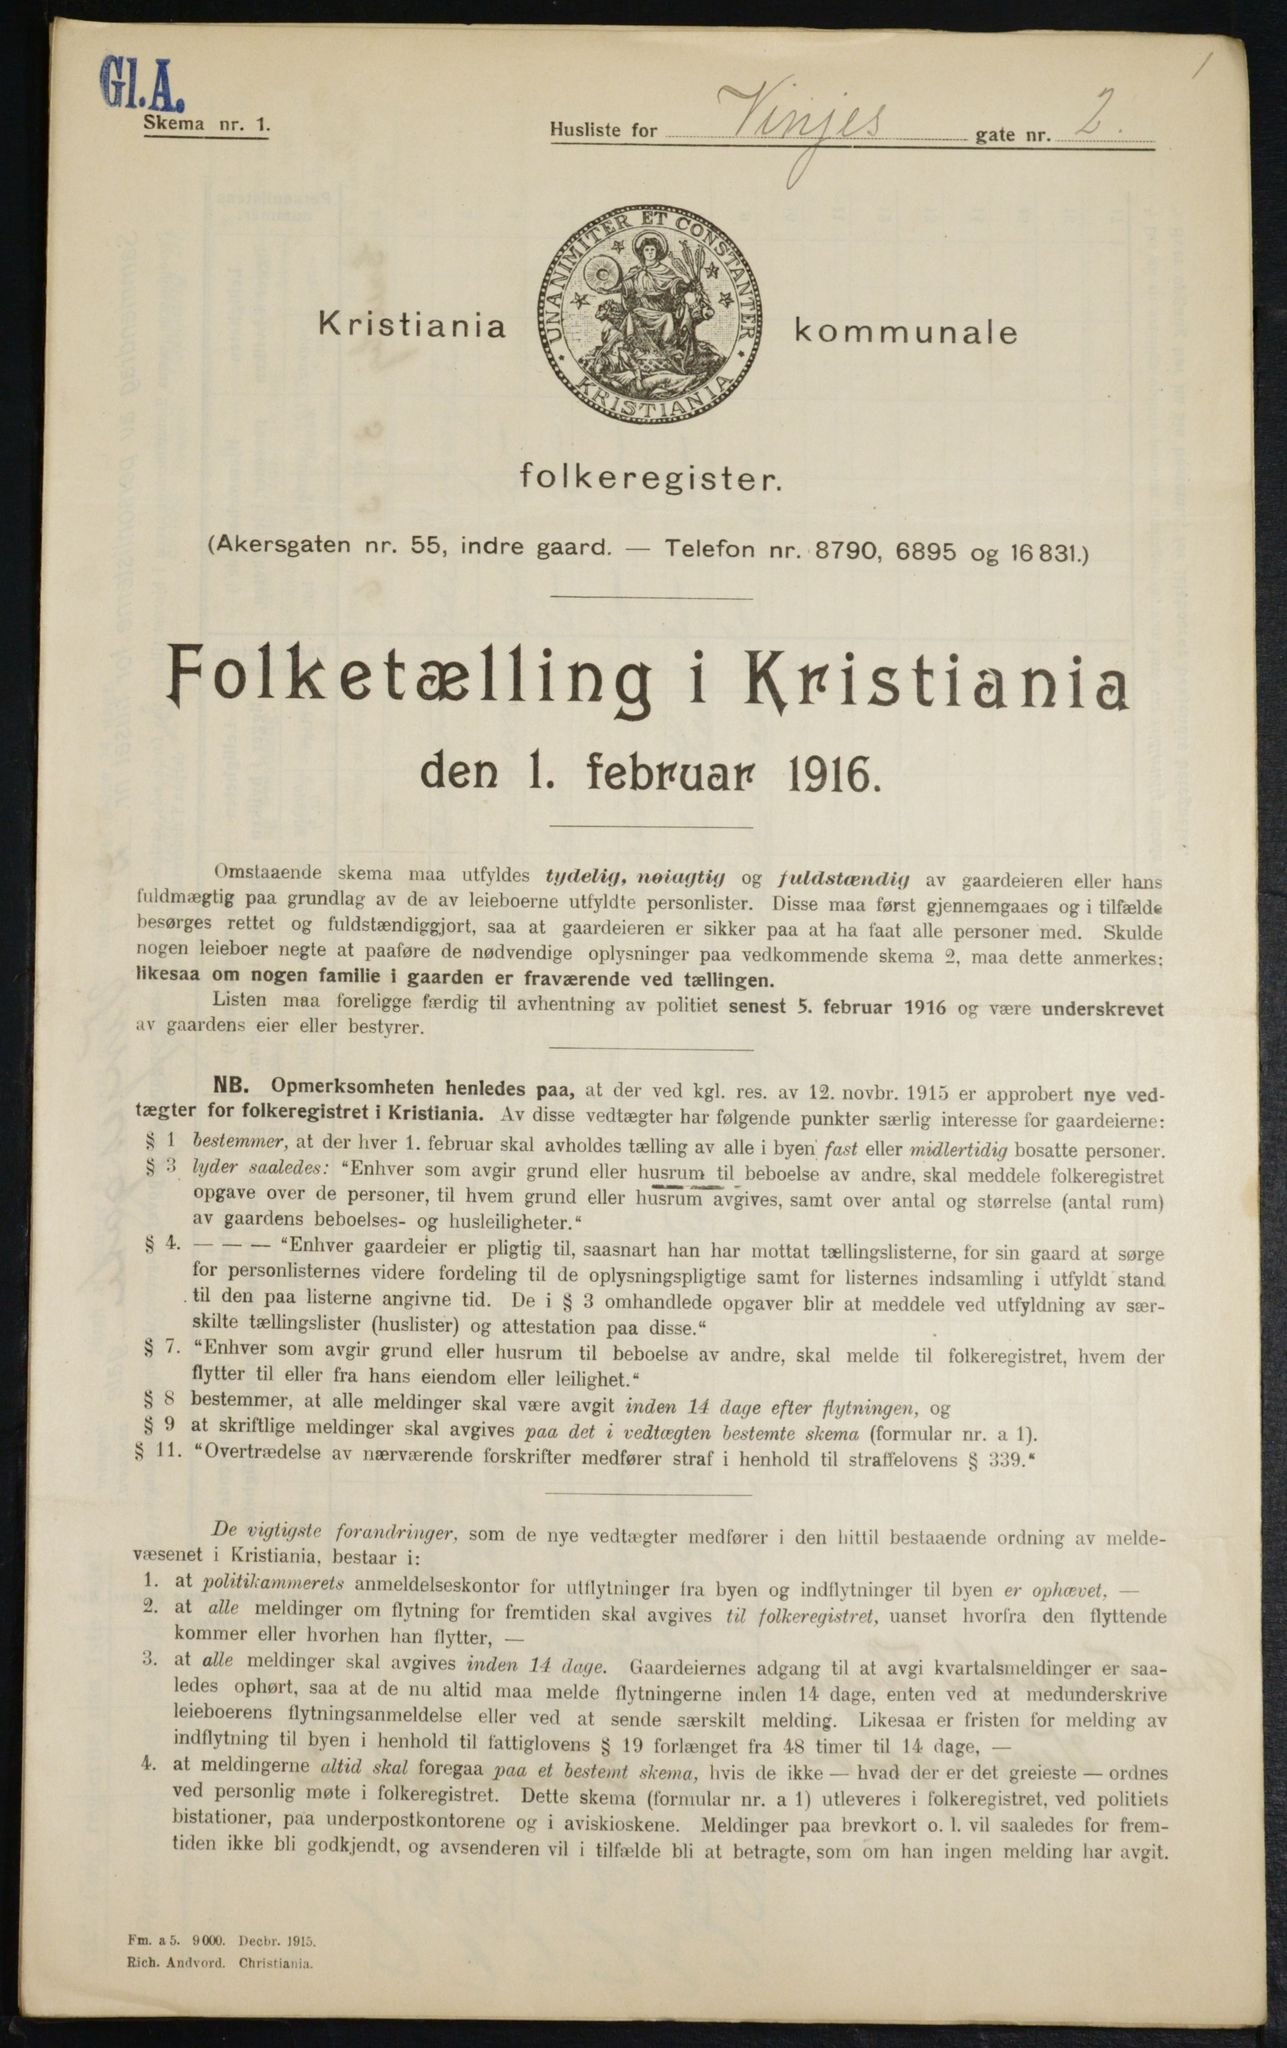 1
Gl.A.
Skema nr. 1.
Husliste for Vinjes gate nr. 2.
UNANIMITER ET CONSTANTER
KRISTIANIA
Kristiania kommunale
folkeregister.
(Akersgaten nr. 55, indre gaard. — Telefon nr. 8790, 6895 og 16 831.)
Folketælling i Kristiania
den 1. februar 1916.
Omstaaende skema maa utfyldes tydelig, nøiagtig og fuldstændig av gaardeieren eller hans
fuldmægtig paa grundlag av de av leieboerne utfyldte personlister. Disse maa først gjennemgaaes og i tilfælde
besørges rettet og fuldstændiggjort, saa at gaardeieren er sikker paa at ha faat alle personer med. Skulde
nogen leieboer negte at paaføre de nødvendige oplysninger paa vedkommende skema 2, maa dette anmerkes;
likesaa om nogen familie i gaarden er fraværende ved tællingen.
Listen maa foreligge færdig til avhentning av politiet senest 5. februar 1916 og være underskrevet
av gaardens eier eller bestyrer.
NB. Opmerksomheten henledes paa, at der ved kgl. res. av 12. novbr. 1915 er approbert nye ved-
tægter for folkeregistret i Kristiania. Av disse vedtægter har følgende punkter særlig interesse for gaardeierne:
§ 1 bestemmer, at der hver 1. februar skal avholdes tælling av alle i byen fast eller midlertidig bosatte personer.
§ 3 lyder saaledes: “Enhver som avgir grund eller husrum til beboelse av andre, skal meddele folkeregistret
opgave over de personer, til hvem grund eller husrum avgives, samt over antal og størrelse (antal rum)
av gaardens beboelses- og husleiligheter.“
§ 4. — — — “Enhver gaardeier er pligtig til, saasnart han har mottat tællingslisterne, for sin gaard at sørge
for personlisternes videre fordeling til de oplysningspligtige samt for listernes indsamling i utfyldt stand
til den paa listerne angivne tid. De i § 3 omhandlede opgaver blir at meddele ved utfyldning av sær-
skilte tællingslister (huslister) og attestation paa disse.“
§ 7. “Enhver som avgir grund eller husrum til beboelse av andre, skal melde til folkeregistret, hvem der
flytter til eller fra hans eiendom eller leilighet.“
§ 8 bestemmer, at alle meldinger skal være avgit inden 14 dage efter flytningen, og
§ 9 at skriftlige meldinger skal avgives paa det i vedtægten bestemte skema (formular nr. a 1).
§ 11. “Overtrædelse av nærværende forskrifter medfører straf i henhold til straffelovens § 339.“
De vigtigste forandringer, som de nye vedtægter medfører i den hittil bestaaende ordning av melde-
væsenet i Kristiania, bestaar i:
1. at politikammerets anmeldelseskontor for utflytninger fra byen og indflytninger til byen er ophævet, —
2. at alle meldinger om flytning for fremtiden skal avgives til folkeregistret, uanset hvorfra den flyttende
kommer eller hvorhen han flytter, —
3. at alle meldinger skal avgives inden 14 dage. Gaardeiernes adgang til at avgi kvartalsmeldinger er saa-
ledes ophørt, saa at de nu altid maa melde flytningerne inden 14 dage, enten ved at medunderskrive
leieboerens flytningsanmeldelse eller ved at sende særskilt melding. Likesaa er fristen for melding av
indflytning til byen i henhold til fattiglovens § 19 forlænget fra 48 timer til 14 dage, —
4. at meldingerne altid skal foregaa paa et bestemt skema, hvis de ikke — hvad der er det greieste — ordnes
ved personlig møte i folkeregistret. Dette skema (formular nr. a 1) utleveres i folkeregistret, ved politiets
bistationer, paa underpostkontorene og i aviskioskene. Meldinger paa brevkort o. l. vil saaledes for frem-
tiden ikke bli godkjendt, og avsenderen vil i tilfælde bli at betragte, som om han ingen melding har avgit.
Fm. a 5. 9 000. Decbr. 1915.
Rich. Andvord. Christiania.